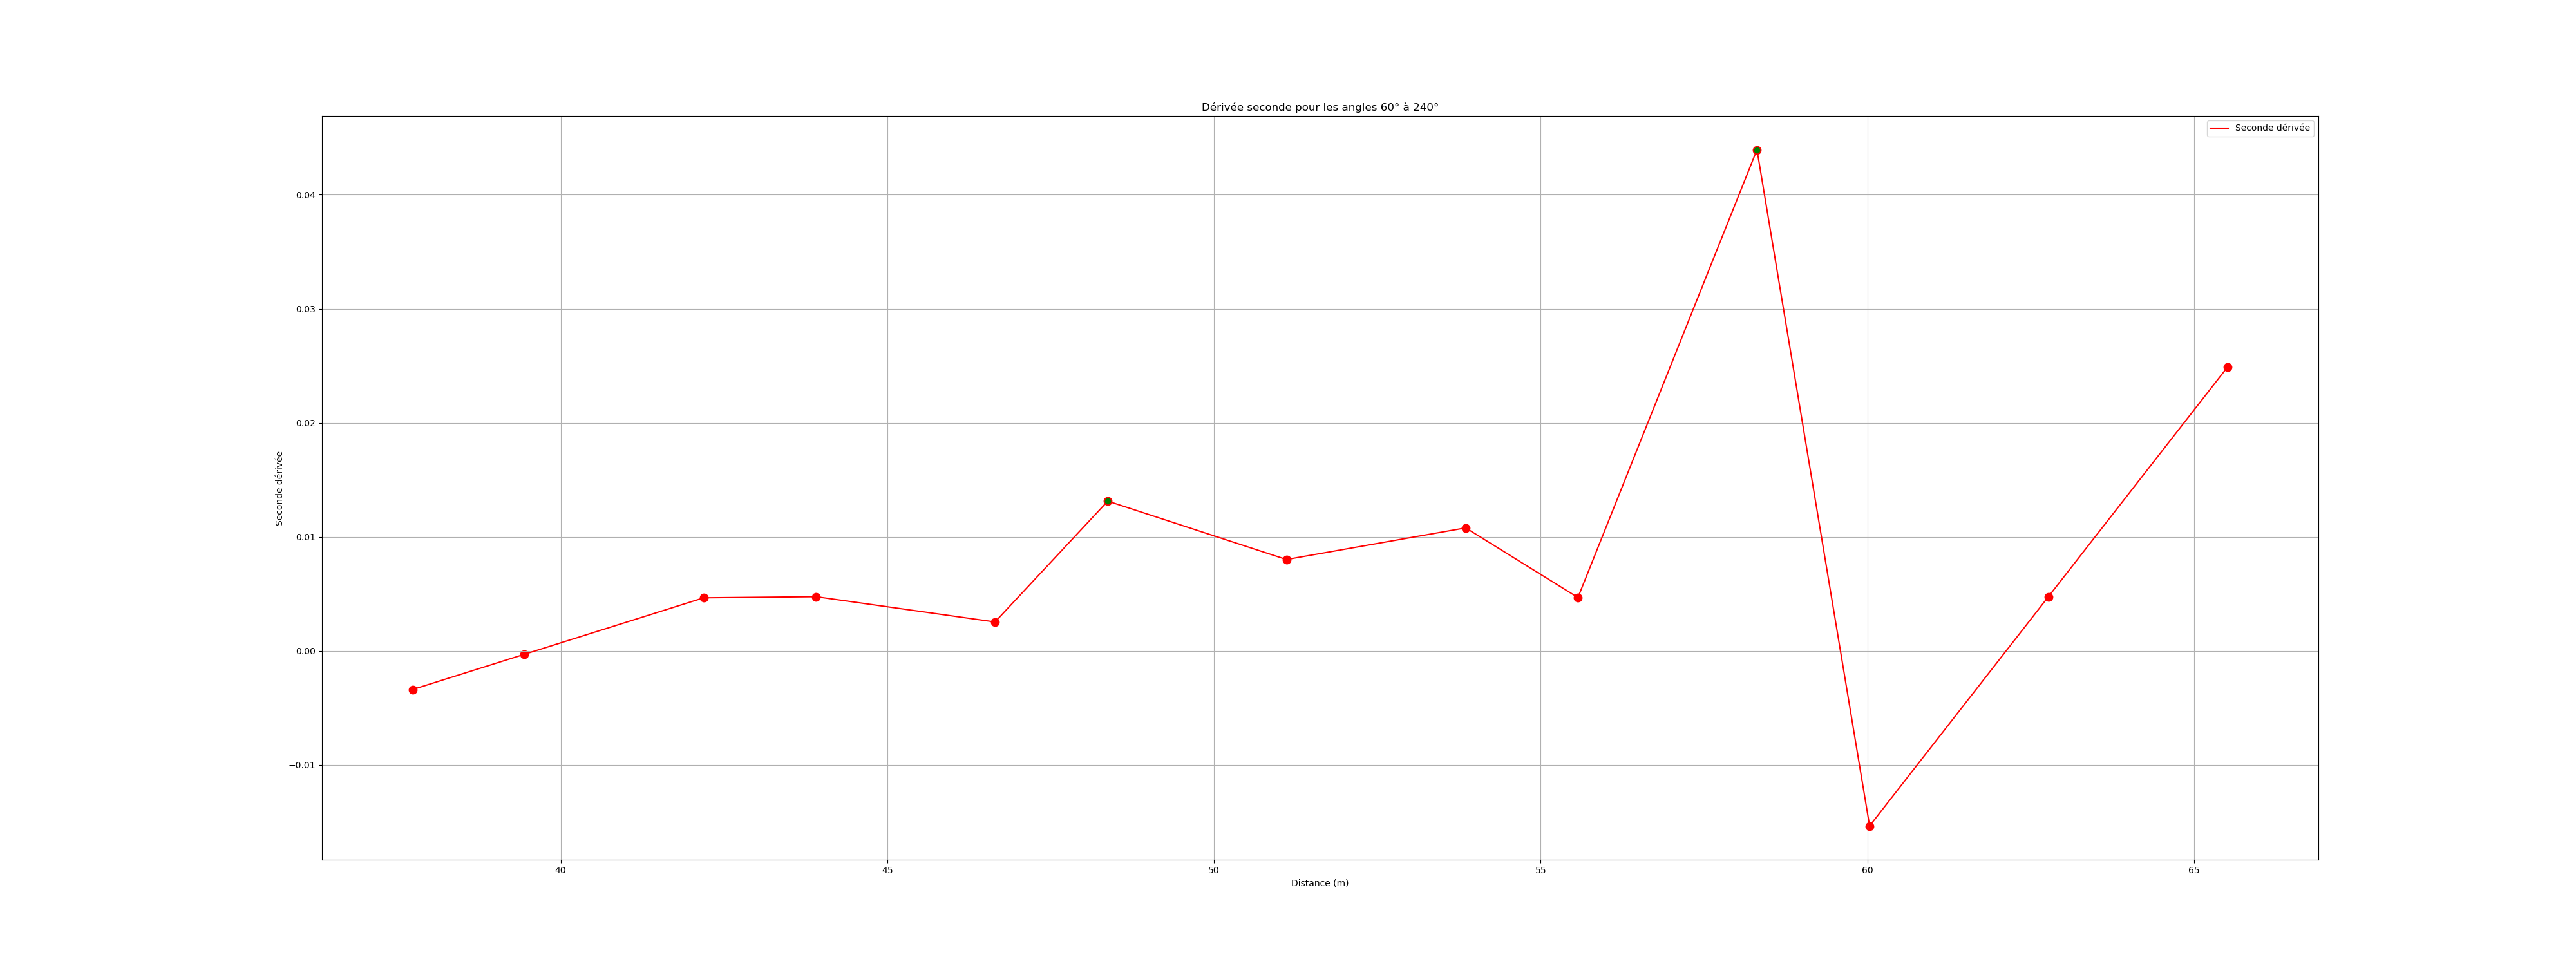 Dérivée seconde pour les angles 60° à 240°
Seconde dérivée
0.04
0.03
0.02
0.01
0.00
−0.01
Seconde dérivée
40 45 50 55 60 65
Distance (m)